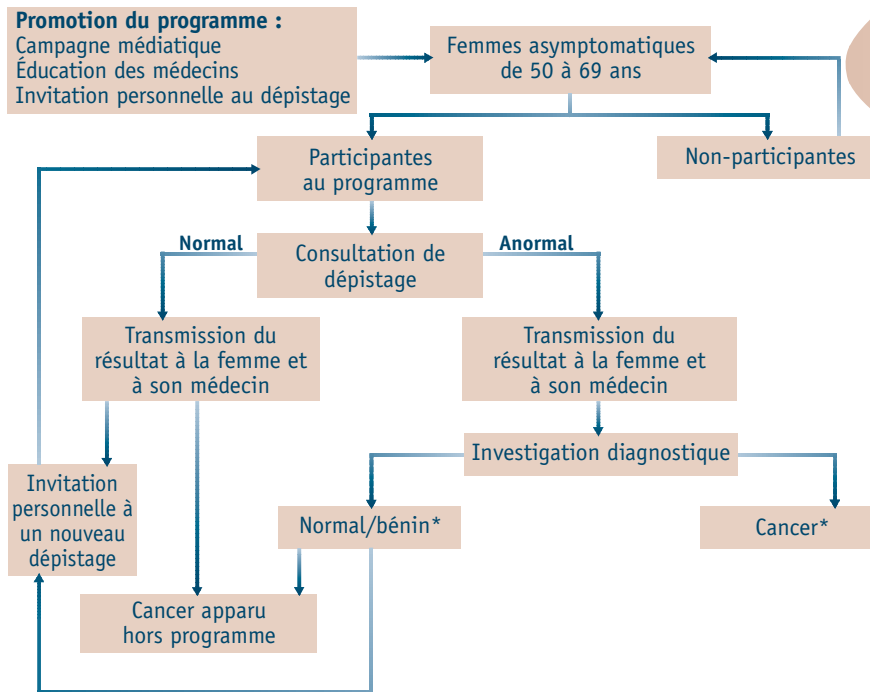 Promotion du programme :
Campagne médiatique
Éducation des médecins
Invitation personnelle au dépistage
Femmes asymptomatiques
de 50 à 69 ans
Participantes
au programme
Non-participantes
Normal
Consultation de
dépistage
Anormal
Transmission du
résultat à la femme et
à son médecin
Transmission du
résultat à la femme et
à son médecin
Investigation diagnostique
Invitation
personnelle à
un nouveau
dépistage
Normal/bénin*
Cancer*
Cancer apparu
hors programme